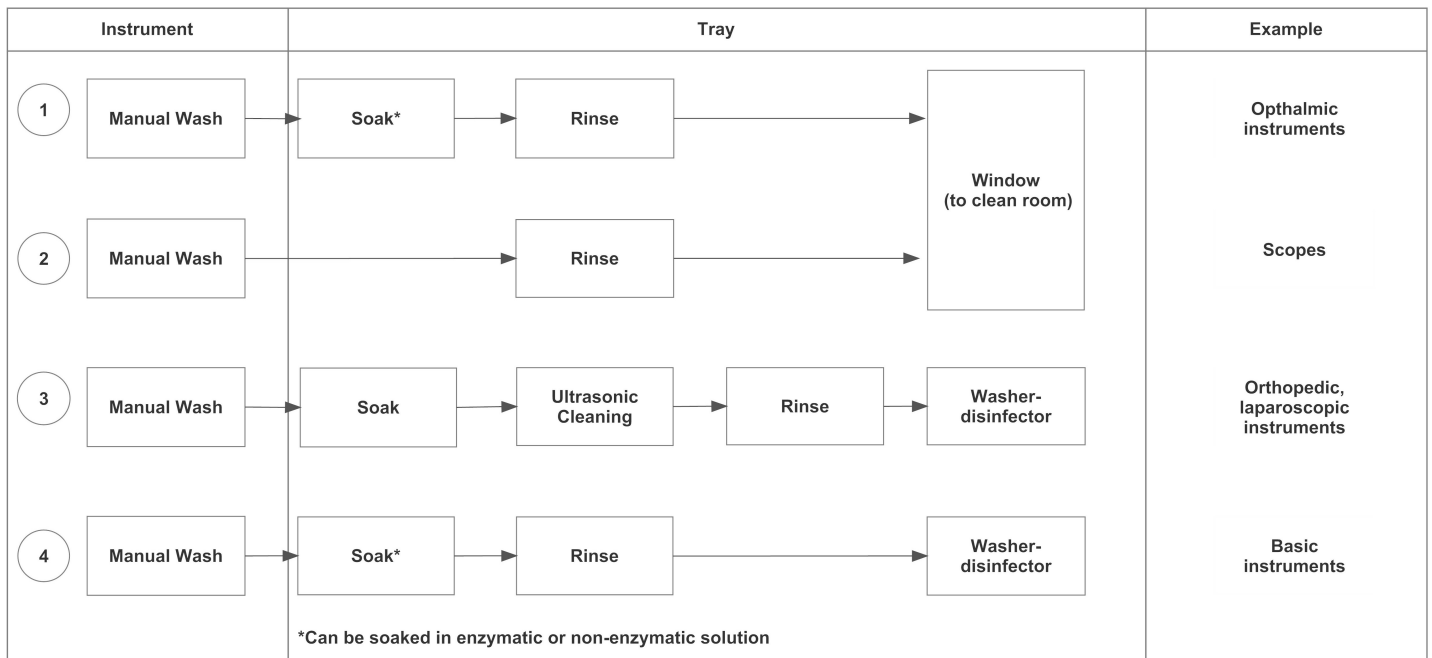 Instrument
Tray
Example
1
Manual Wash
Soak*
Rinse
Window
(to clean room)
Opthalmic
instruments
2
Manual Wash
Rinse
Scopes
3
Manual Wash
Soak
Ultrasonic
Cleaning
Rinse
Washer-
disinfector
Orthopedic,
laparoscopic
instruments
4
Manual Wash
Soak*
Rinse
Washer-
disinfector
Basic
instruments
*Can be soaked in enzymatic or non-enzymatic solution